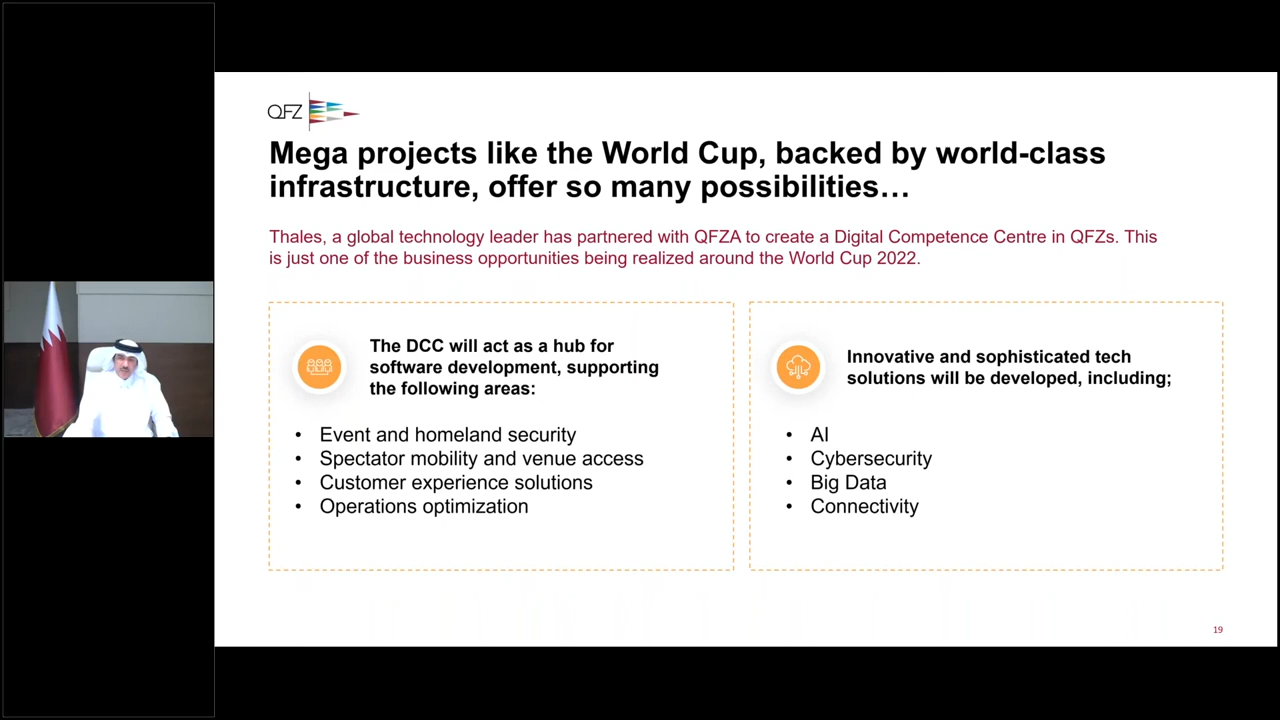 QFZ
Mega projects like the World Cup, backed by world-class
infrastructure, offer so many possibilities…
Thales, a global technology leader has partnered with QFZA to create a Digital Competence Centre in QFZs. This
is just one of the business opportunities being realized around the World Cup 2022.
The DCC will act as a hub for
software development, supporting
the following areas:
• Event and homeland security
• Spectator mobility and venue access
• Customer experience solutions
• Operations optimization
Innovative and sophisticated tech
solutions will be developed, including;
• AI
• Cybersecurity
• Big Data
• Connectivity
19